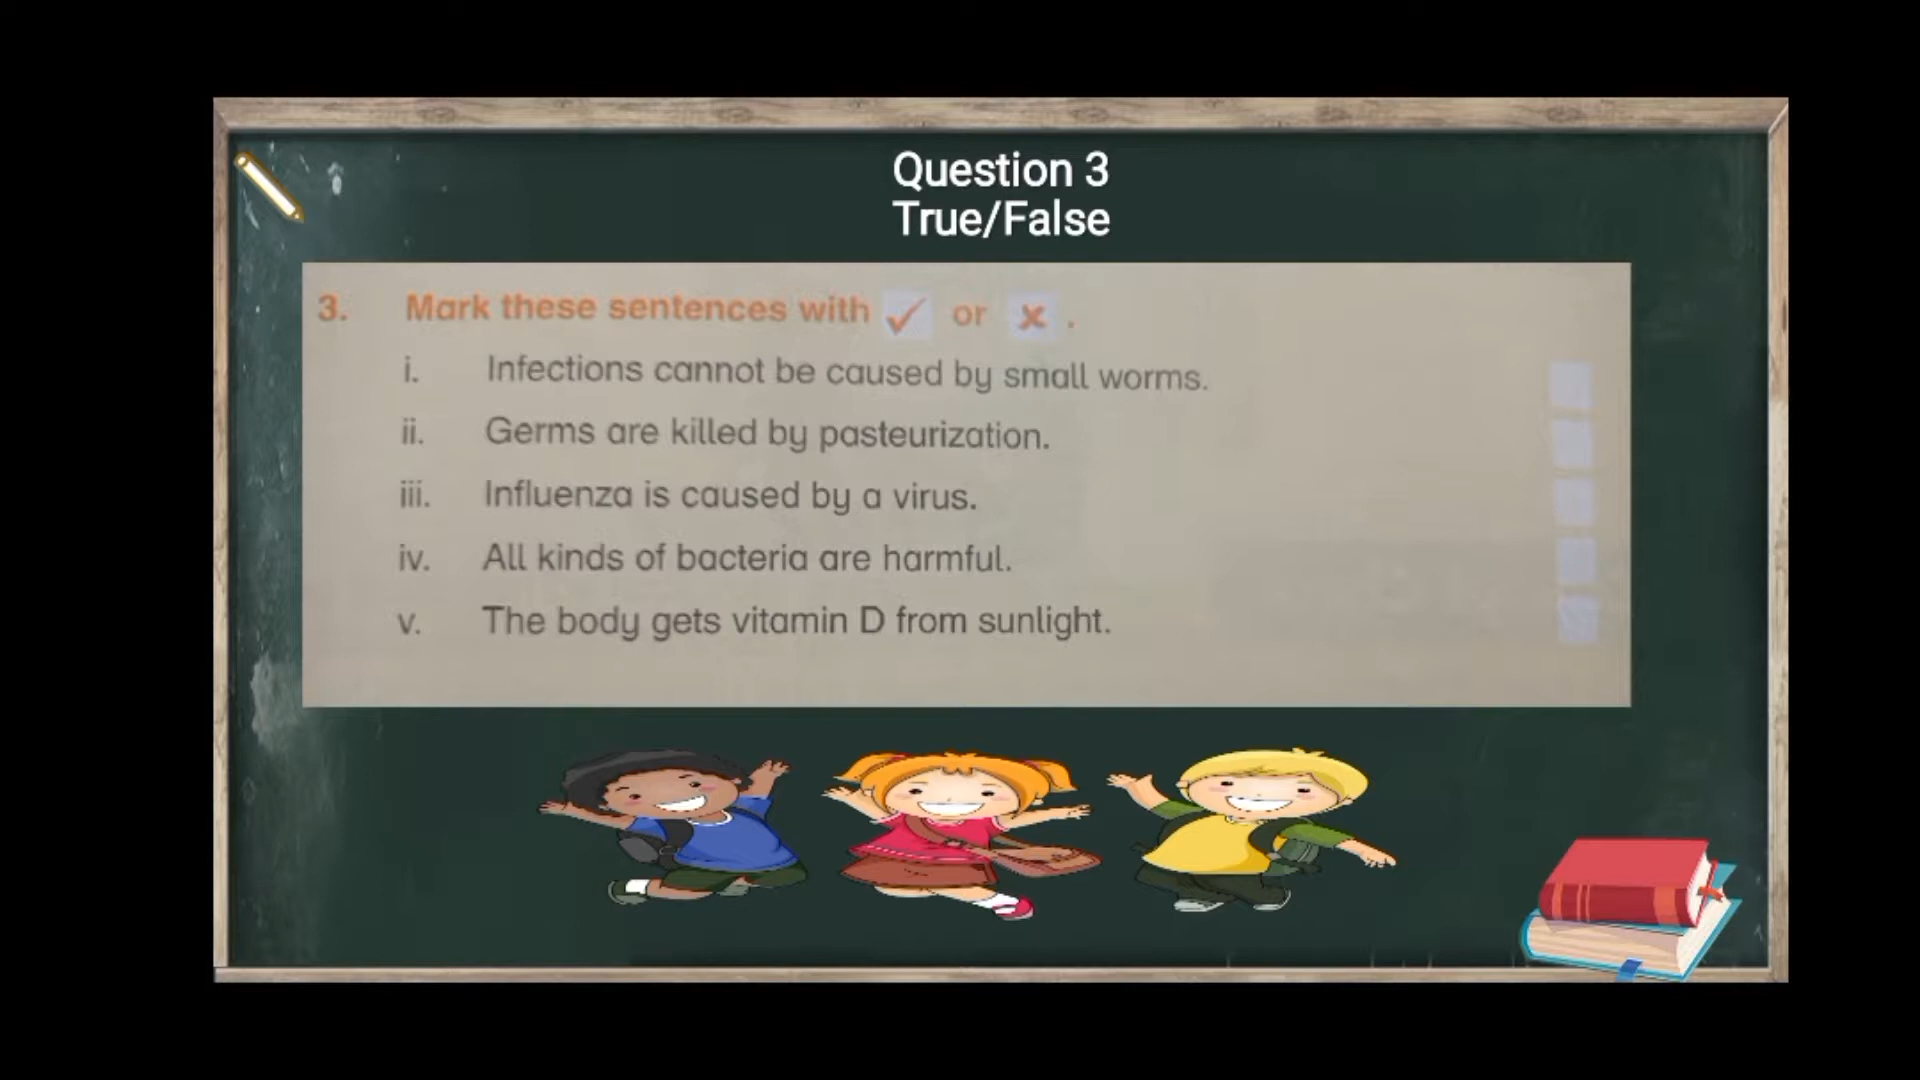 Question 3
True/False
3. Mark these sentences with ✓ or x .
i. Infections cannot be caused by small worms.
ii. Germs are killed by pasteurization.
iii. Influenza is caused by a virus.
iv. All kinds of bacteria are harmful.
v. The body gets vitamin D from sunlight.